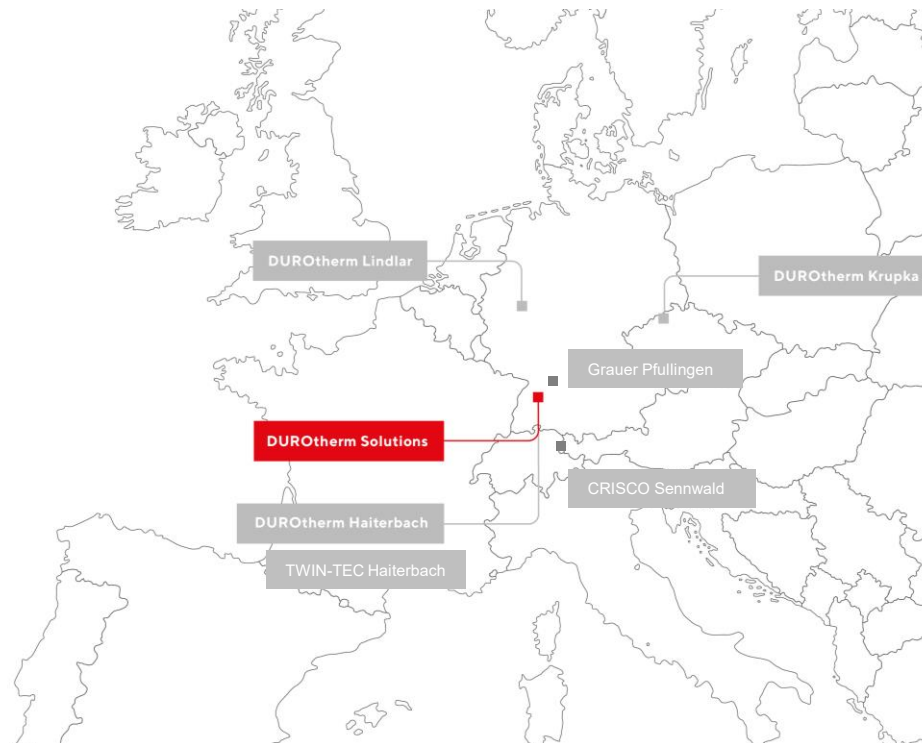 DUROtherm Lindlar
DUROtherm Krupka
Grauer Pfullingen
DUROtherm Solutions
CRISCO Sennwald
DUROtherm Haiterbach
TWIN-TEC Haiterbach